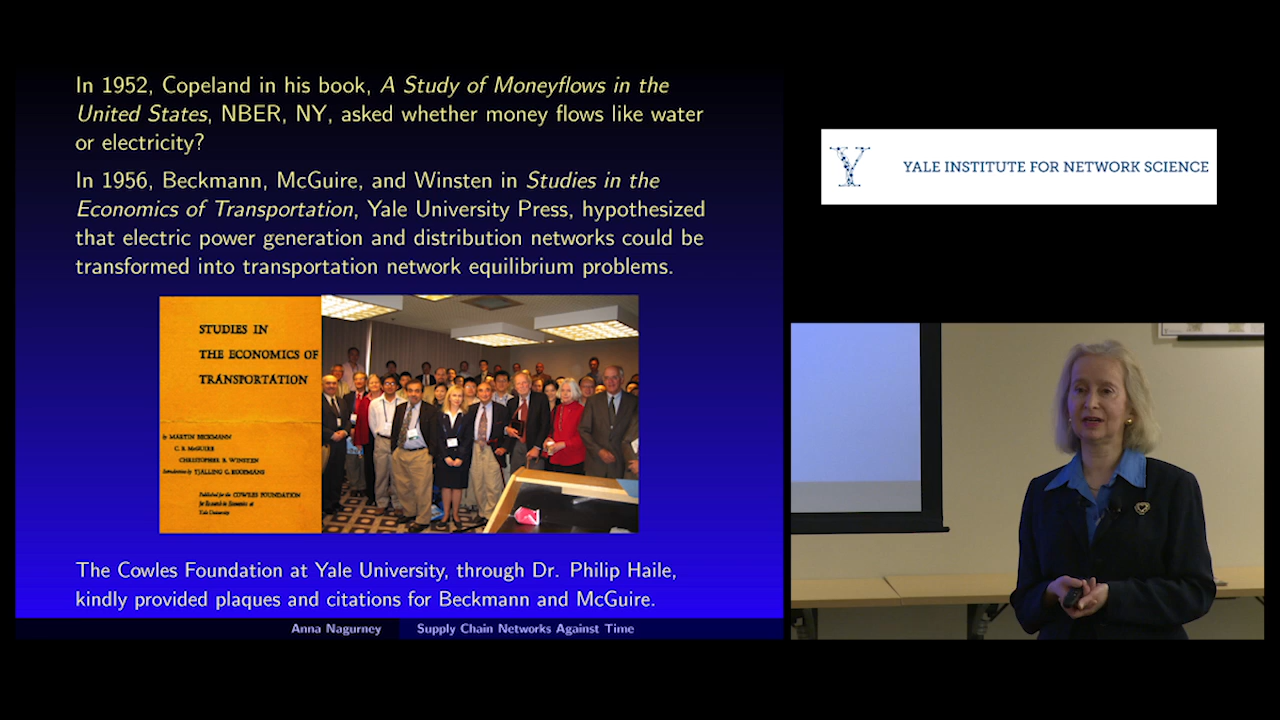 In 1952, Copeland in his book, A Study of Moneyflows in the
United States, NBER, NY, asked whether money flows like water
or electricity?
In 1956, Beckmann, McGuire, and Winsten in Studies in the
Economics of Transportation, Yale University Press, hypothesized
that electric power generation and distribution networks could be
transformed into transportation network equilibrium problems.
STUDIES IN
THE ECONOMICS OF
TRANSPORTATION
by MARTIN BECKMANN
C. B. McGUIRE
CHRISTOPHER B. WINSTEN
Introduction by TJALLING C. KOOPMANS
Published for the COWLES FOUNDATION
for Research in Economics at
Yale University
The Cowles Foundation at Yale University, through Dr. Philip Haile,
kindly provided plaques and citations for Beckmann and McGuire.
Anna Nagurney Supply Chain Networks Against Time
YALE INSTITUTE FOR NETWORK SCIENCE